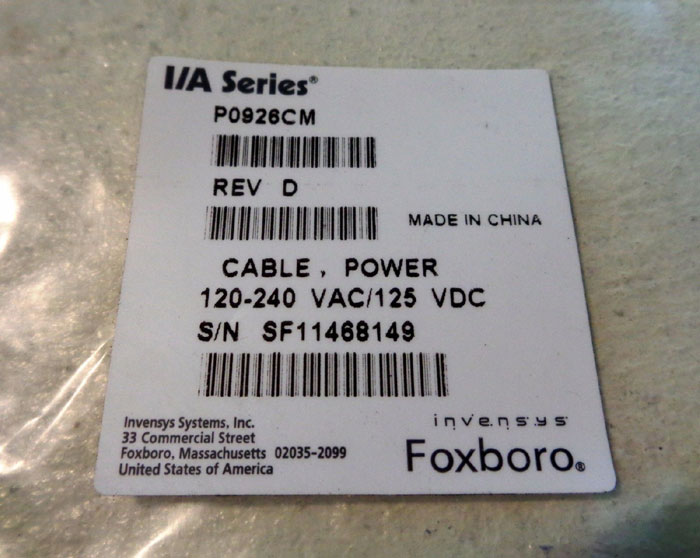 I/A Series®
P0926CM
REV D
MADE IN CHINA
CABLE, POWER
120-240 VAC/125 VDC
S/N SF11468149
Invensys Systems, Inc.
33 Commercial Street
Foxboro, Massachusetts 02035-2099
United States of America
invensys
Foxboro®